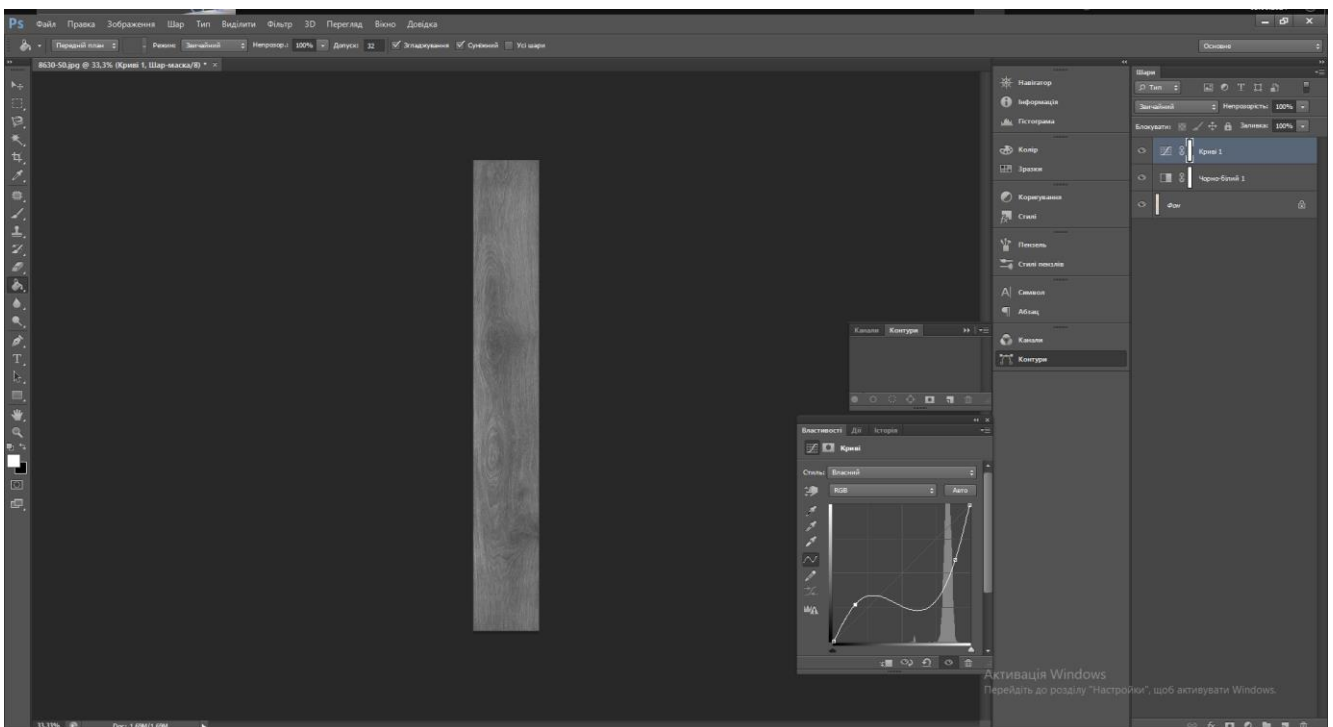 Ps Файл Правка Зображення Шар Тип Виділити Фільтр 3D Перегляд Вікно Довідка
Передній план Режим: Звичайний Непрозор.: 100% Допуск: 32 Згладжування Суміжний Усі шари Основне
8630-50.jpg @ 33,3% (Криві 1, Шар-маска/8) * ×
Навігатор
Інформація
Гістограма
Колір
Зразки
Коригування
Стилі
Пензель
Стилі пензлів
Символ
Абзац
Канали
Контури
Шари
Тип
Звичайний Непрозорість: 100%
Блокувати: Заливка: 100%
Криві 1
Чорно-білий 1
Фон
Канали Контури
Властивості Дії Історія
Криві
Стиль: Власний
RGB Авто
Активація Windows
Перейдіть до розділу "Настройки", щоб активувати Windows.
33,33%